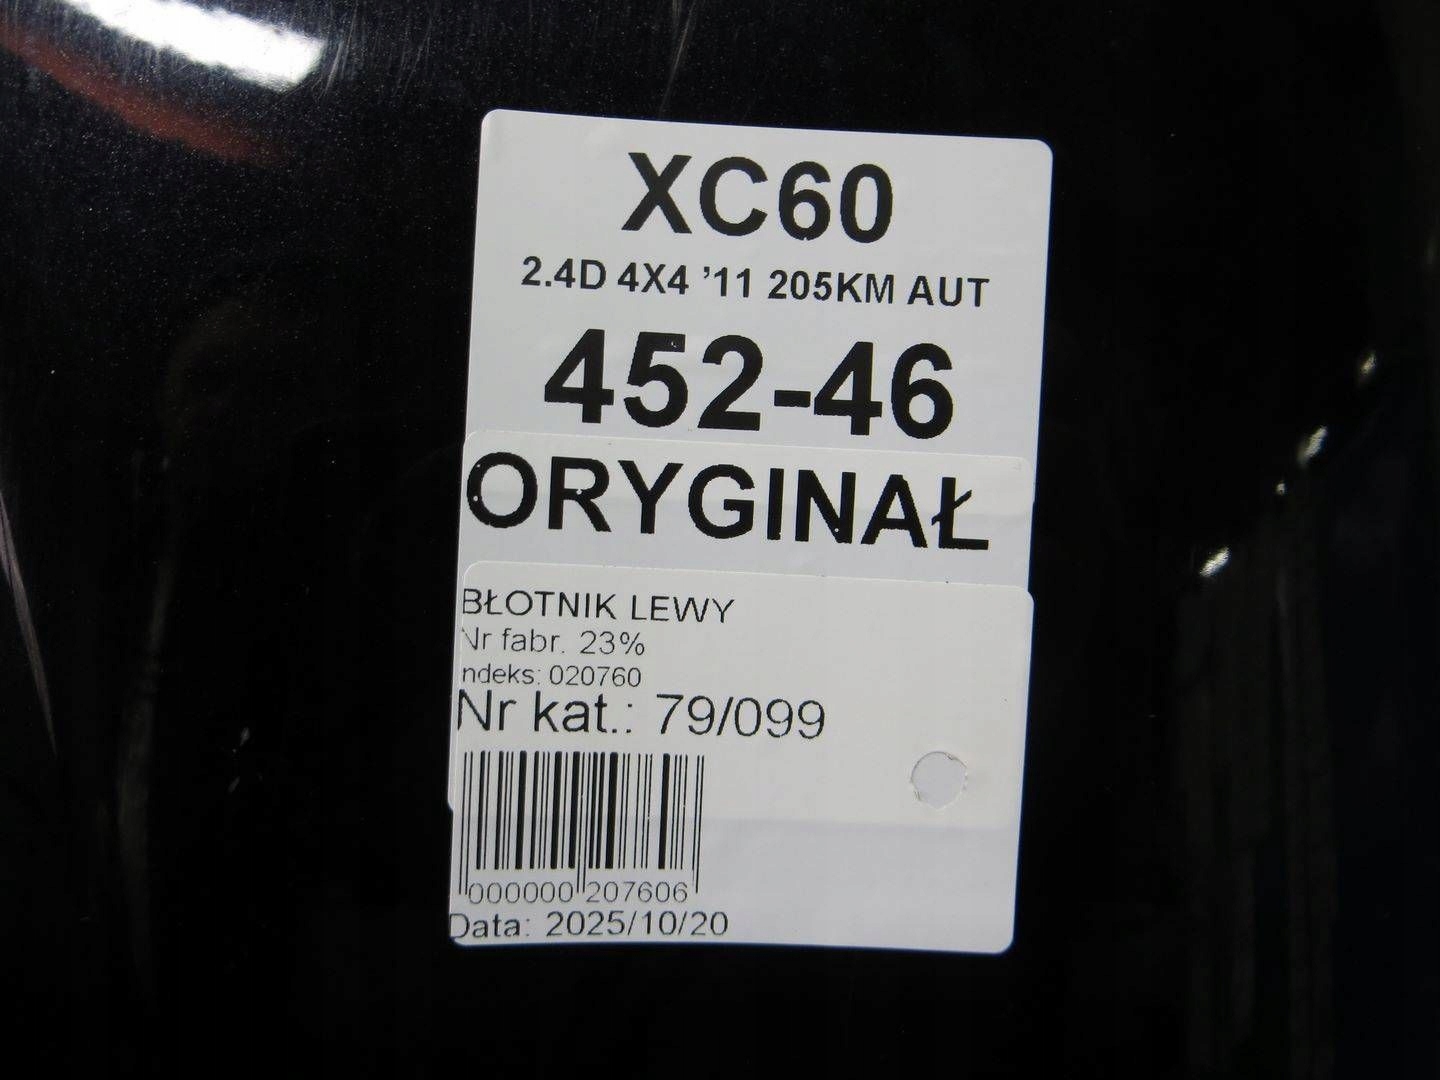 XC60
2.4D 4X4 ’11 205KM AUT
452-46
ORYGINAŁ
BŁOTNIK LEWY
Nr fabr. 23%
ndeks: 020760
Nr kat.: 79/099
000000 207606
Data: 2025/10/20